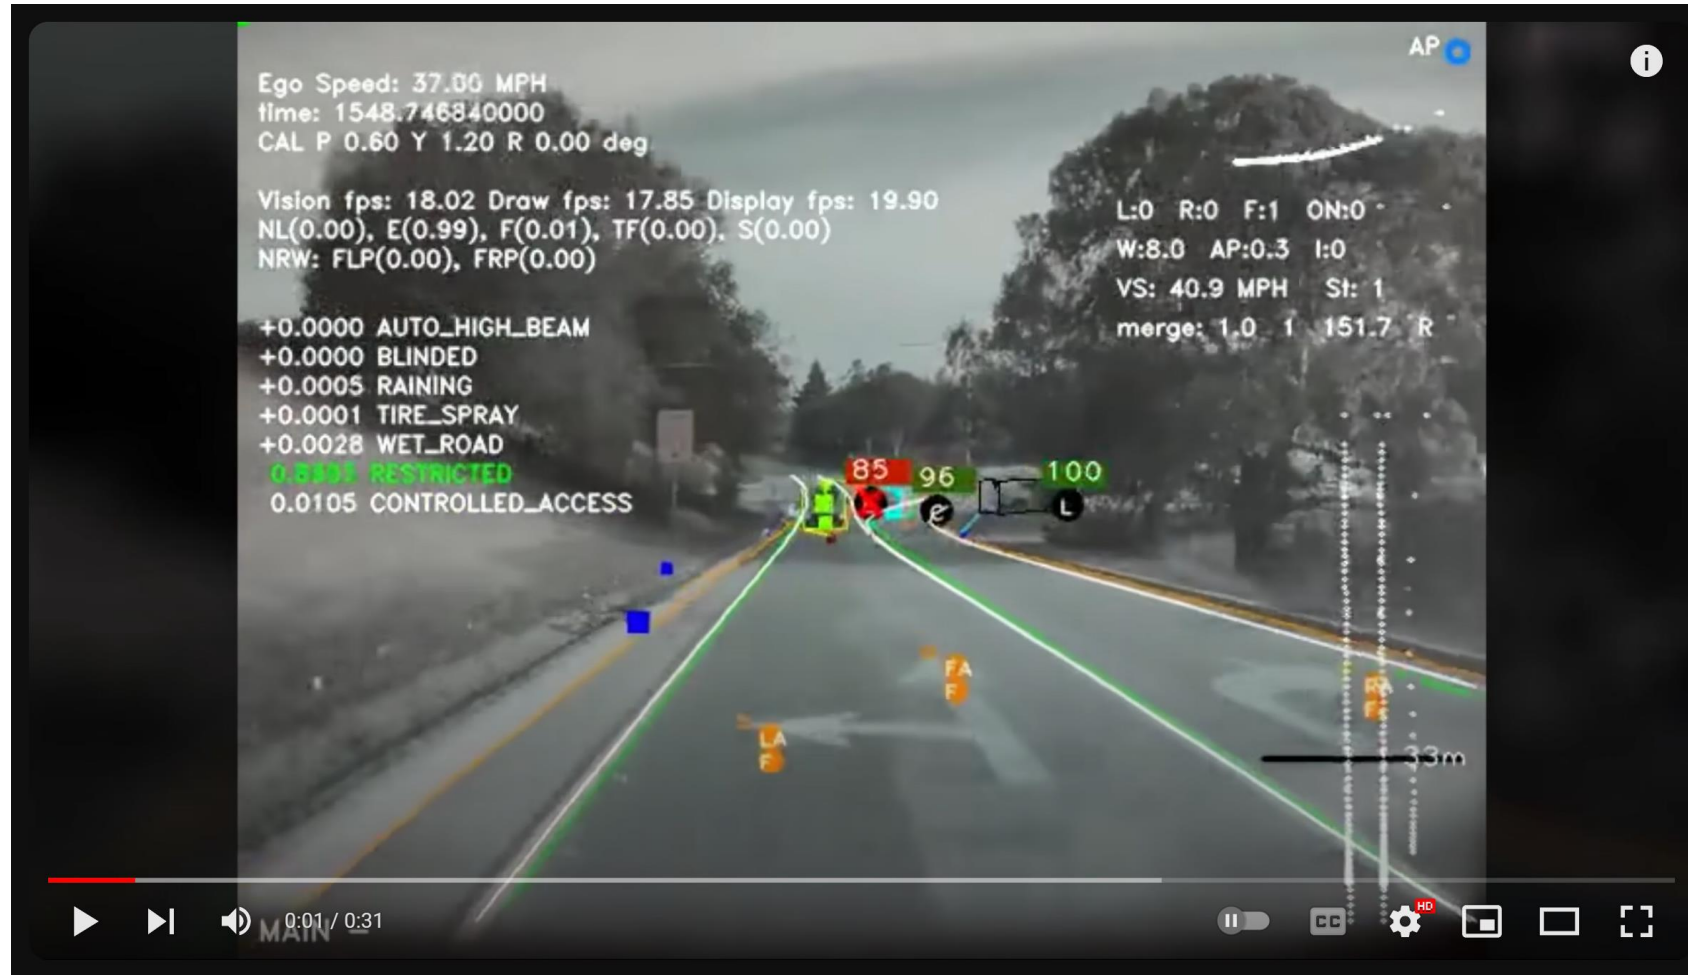 AP
Ego Speed: 37.00 MPH
time: 1548.746840000
CAL P 0.60 Y 1.20 R 0.00 deg
Vision fps: 18.02 Draw fps: 17.85 Display fps: 19.90
NL(0.00), E(0.99), F(0.01), TF(0.00), S(0.00)
NRW: FLP(0.00), FRP(0.00)
L:0 R:0 F:1 ON:0
W:8.0 AP:0.3 I:0
VS: 40.9 MPH St: 1
merge: 1.0 1 151.7 R
+0.0000 AUTO_HIGH_BEAM
+0.0000 BLINDED
+0.0005 RAINING
+0.0001 TIRE_SPRAY
+0.0028 WET_ROAD
RESTRICTED
0.0105 CONTROLLED_ACCESS
85
96
100
L
FA
F
LA
F
33m
MAIN
0:01 / 0:31
CC
HD